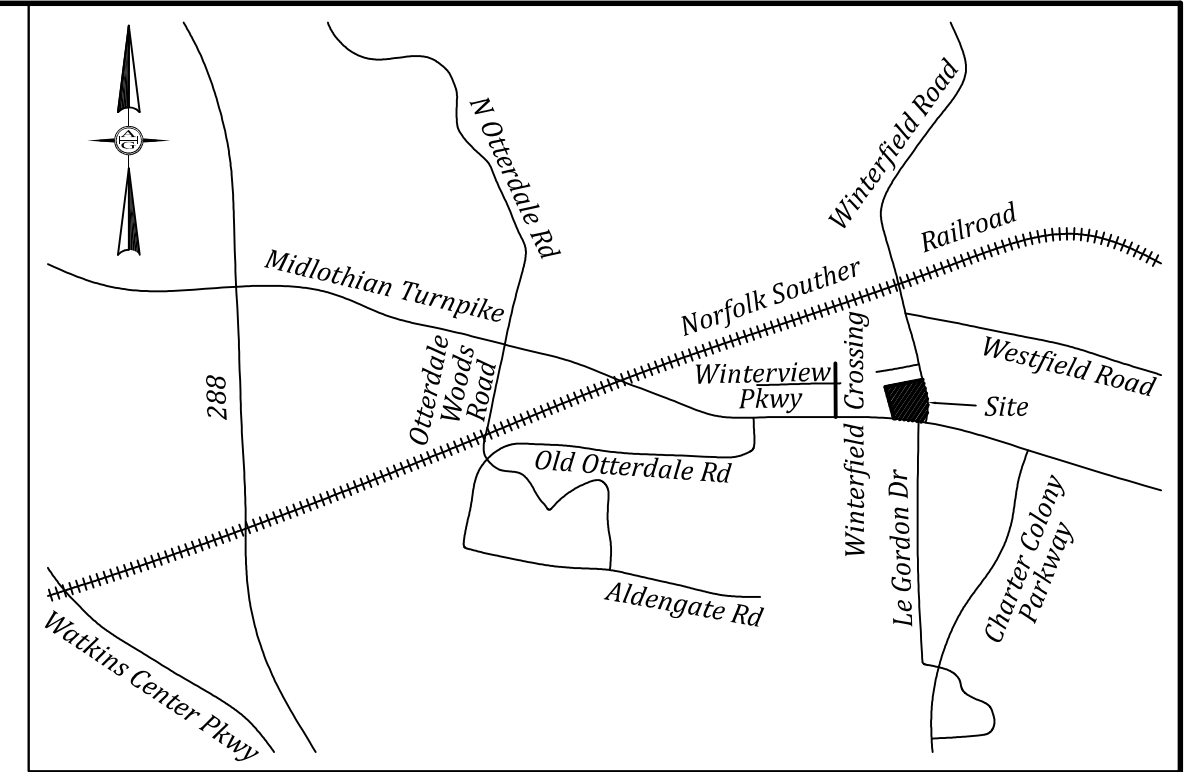 N Otterdale Rd
Winterfield Road
A
G
Midlothian Turnpike
Norfolk Souther
Railroad
288
Otterdale
Woods
Road
Winterview
Pkwy
Winterfield Crossing
Westfield Road
Site
Old Otterdale Rd
Le Gordon Dr
Charter Colony
Parkway
Aldengate Rd
Watkins Center Pkwy